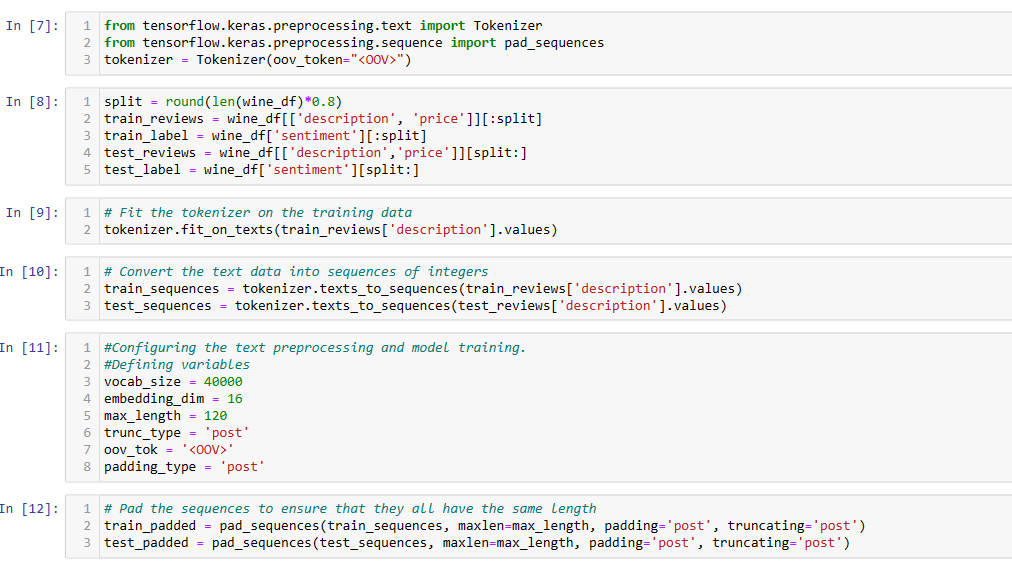 In [7]:
1 from tensorflow.keras.preprocessing.text import Tokenizer
2 from tensorflow.keras.preprocessing.sequence import pad_sequences
3 tokenizer = Tokenizer(oov_token="<OOV>")
In [8]:
1 split = round(len(wine_df)*0.8)
2 train_reviews = wine_df[['description', 'price']][:split]
3 train_label = wine_df['sentiment'][:split]
4 test_reviews = wine_df[['description','price']][split:]
5 test_label = wine_df['sentiment'][split:]
In [9]:
1 # Fit the tokenizer on the training data
2 tokenizer.fit_on_texts(train_reviews['description'].values)
In [10]:
1 # Convert the text data into sequences of integers
2 train_sequences = tokenizer.texts_to_sequences(train_reviews['description'].values)
3 test_sequences = tokenizer.texts_to_sequences(test_reviews['description'].values)
In [11]:
1 #Configuring the text preprocessing and model training.
2 #Defining variables
3 vocab_size = 40000
4 embedding_dim = 16
5 max_length = 120
6 trunc_type = 'post'
7 oov_tok = '<OOV>'
8 padding_type = 'post'
In [12]:
1 # Pad the sequences to ensure that they all have the same length
2 train_padded = pad_sequences(train_sequences, maxlen=max_length, padding='post', truncating='post')
3 test_padded = pad_sequences(test_sequences, maxlen=max_length, padding='post', truncating='post')